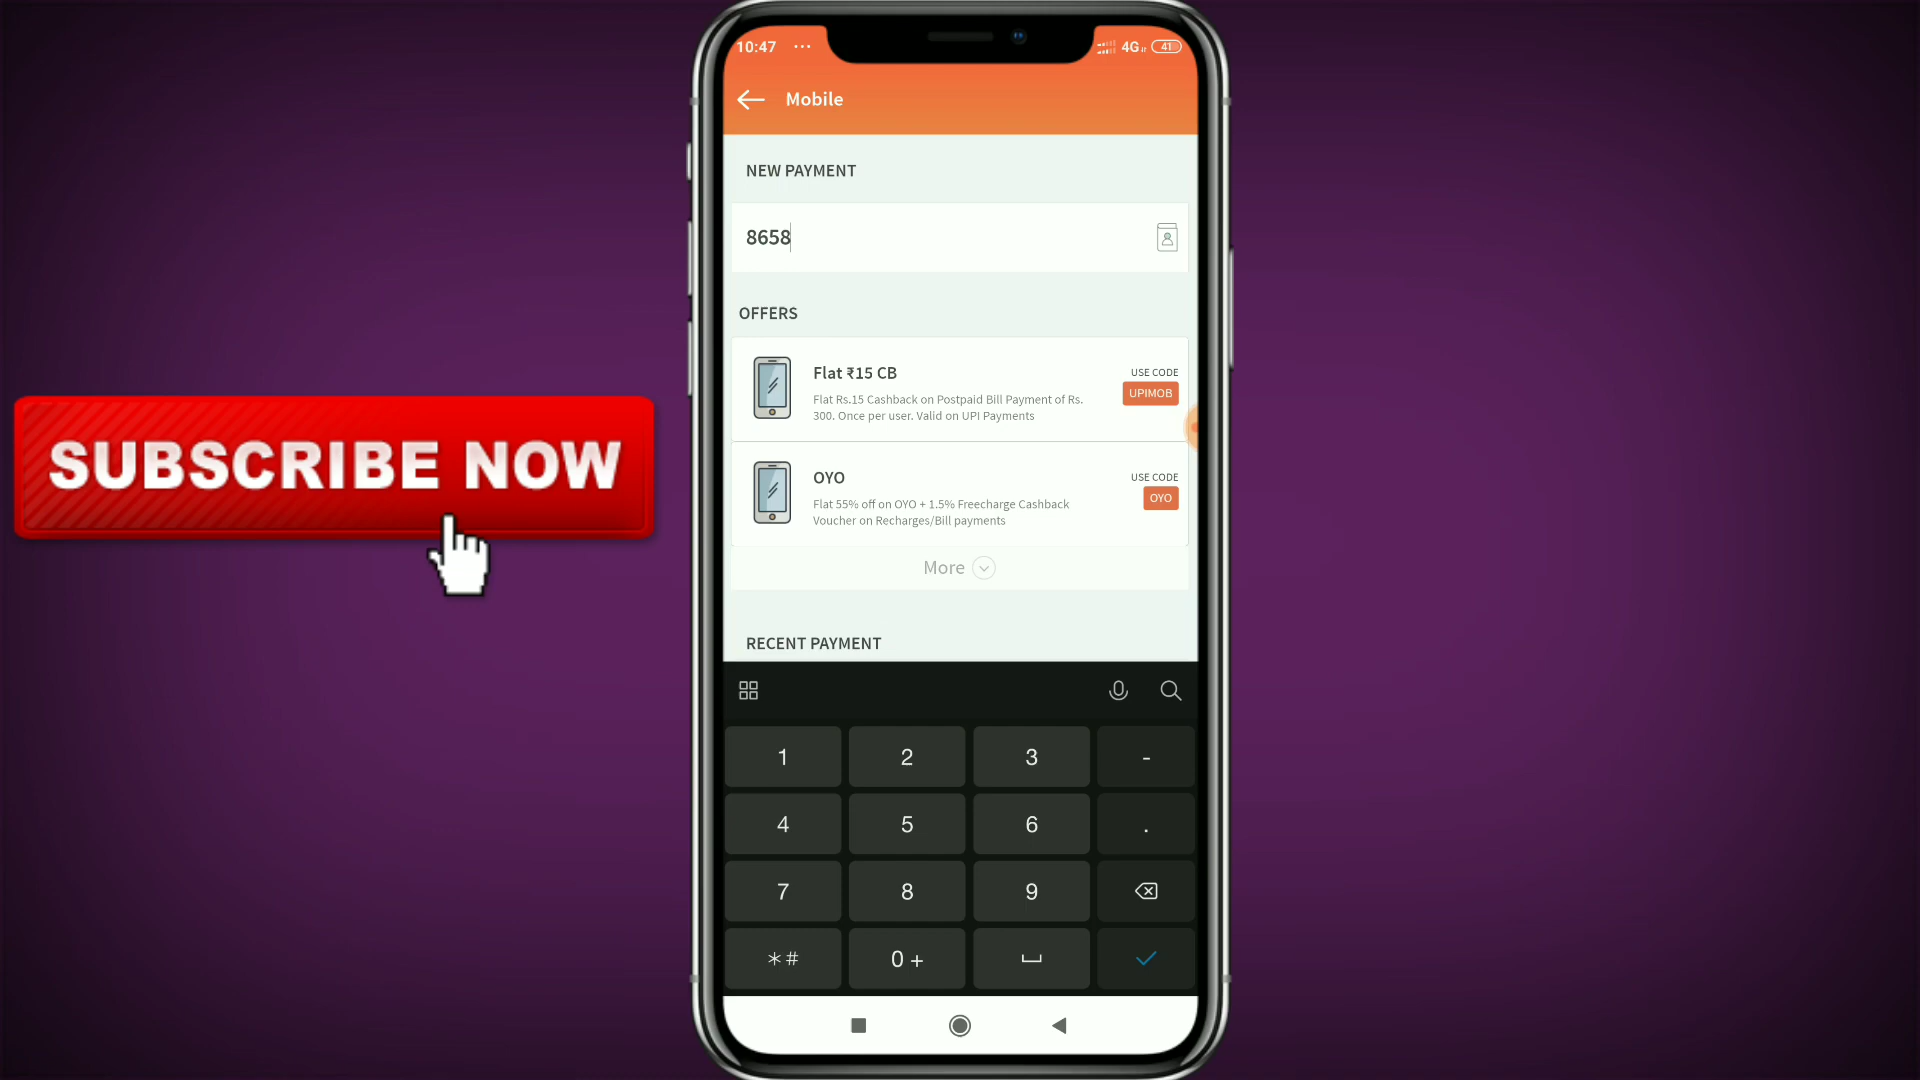 10:47 ... 4G 41
Mobile
NEW PAYMENT
8658
OFFERS
Flat ₹15 CB
USE CODE
UPIMOB
Flat Rs.15 Cashback on Postpaid Bill Payment of Rs.
300. Once per user. Valid on UPI Payments
OYO
USE CODE
OYO
Flat 55% off on OYO + 1.5% Freecharge Cashback
Voucher on Recharges/Bill payments
More
RECENT PAYMENT
1 2 3 -
4 5 6 .
7 8 9
*# 0 +
SUBSCRIBE NOW